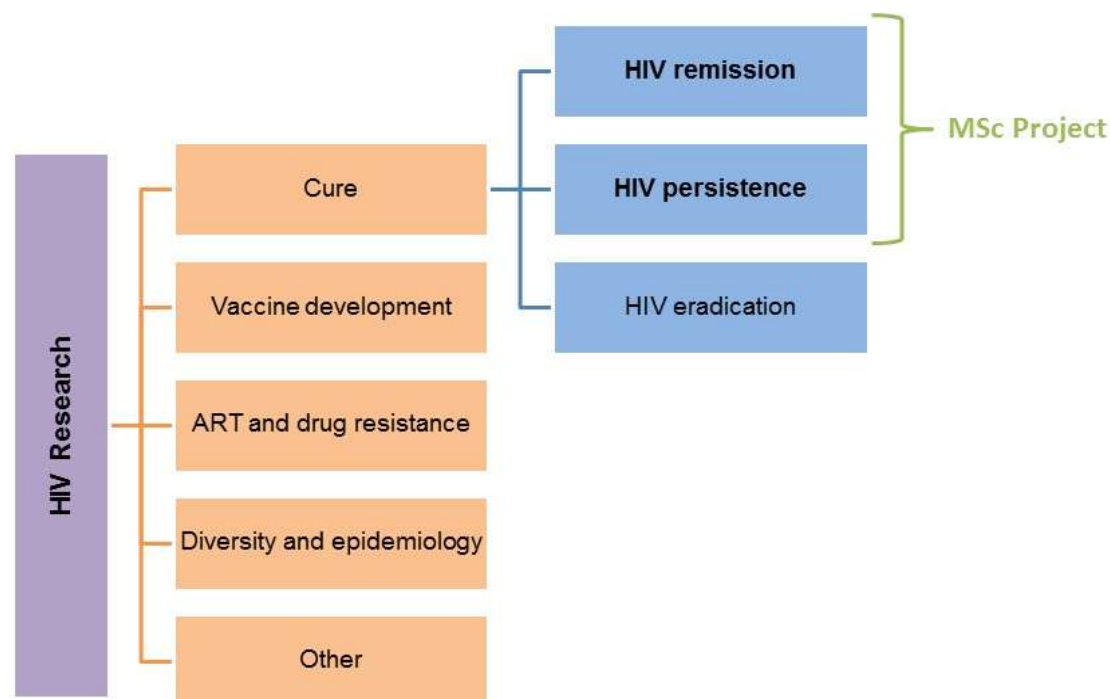 HIV Research
Cure
Vaccine development
ART and drug resistance
Diversity and epidemiology
Other
HIV remission
HIV persistence
HIV eradication
MSc Project